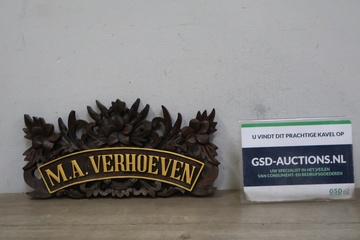 M.A. VERHOEVEN
U VINDT DIT PRACHTIGE KAVEL OP
GSD-AUCTIONS.NL
UW SPECIALIST IN HET VEILEN
VAN CONSUMENT- EN BEDRIJFSGOEDEREN
GSD